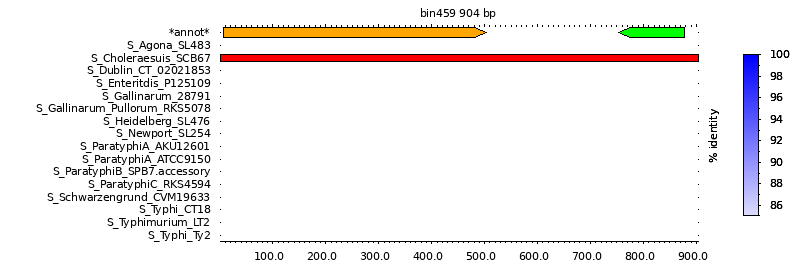 bin459 904 bp
*annot*
S_Agona_SL483
S_Choleraesuis_SCB67
S_Dublin_CT_02021853
S_Enteritdis_P125109
S_Gallinarum_28791
S_Gallinarum_Pullorum_RKS5078
S_Heidelberg_SL476
S_Newport_SL254
S_ParatyphiA_AKU12601
S_ParatyphiA_ATCC9150
S_ParatyphiB_SPB7.accessory
S_ParatyphiC_RKS4594
S_Schwarzengrund_CVM19633
S_Typhi_CT18
S_Typhimurium_LT2
S_Typhi_Ty2
100.0 200.0 300.0 400.0 500.0 600.0 700.0 800.0 900.0
% identity
100
98
96
94
92
90
88
86